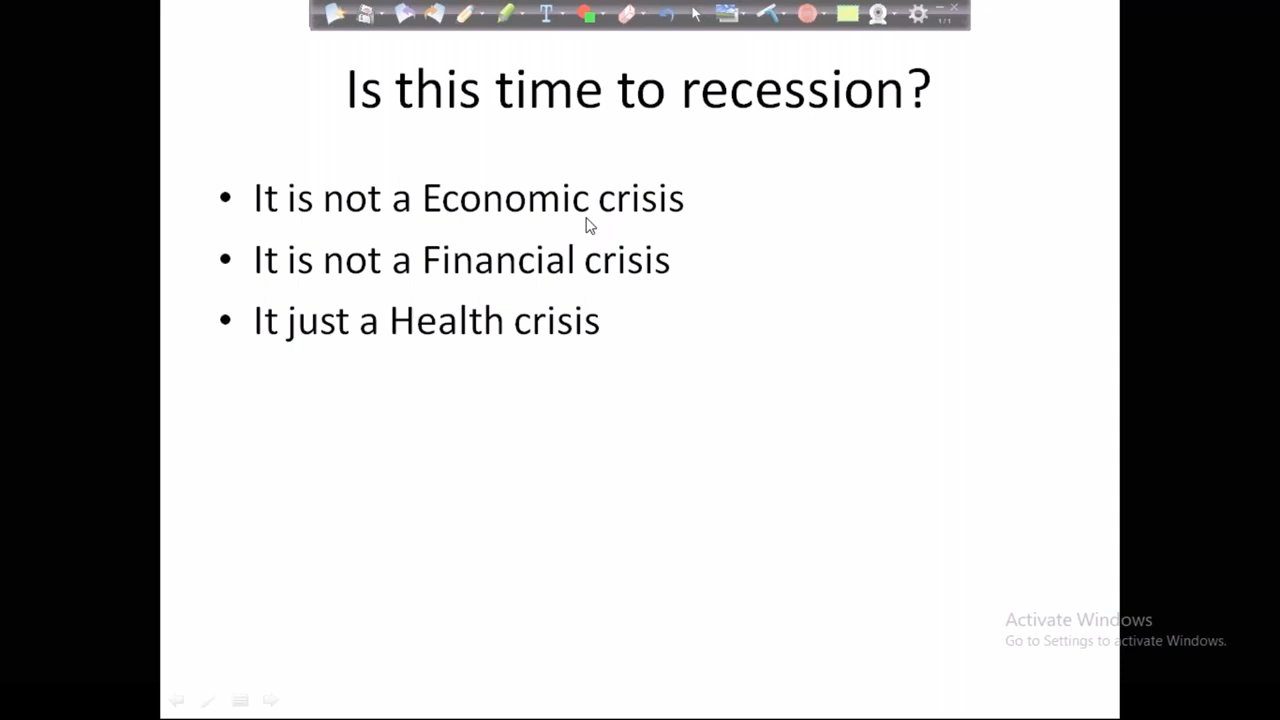 Is this time to recession?
• It is not a Economic crisis
• It is not a Financial crisis
• It just a Health crisis
Activate Windows
Go to Settings to activate Windows.